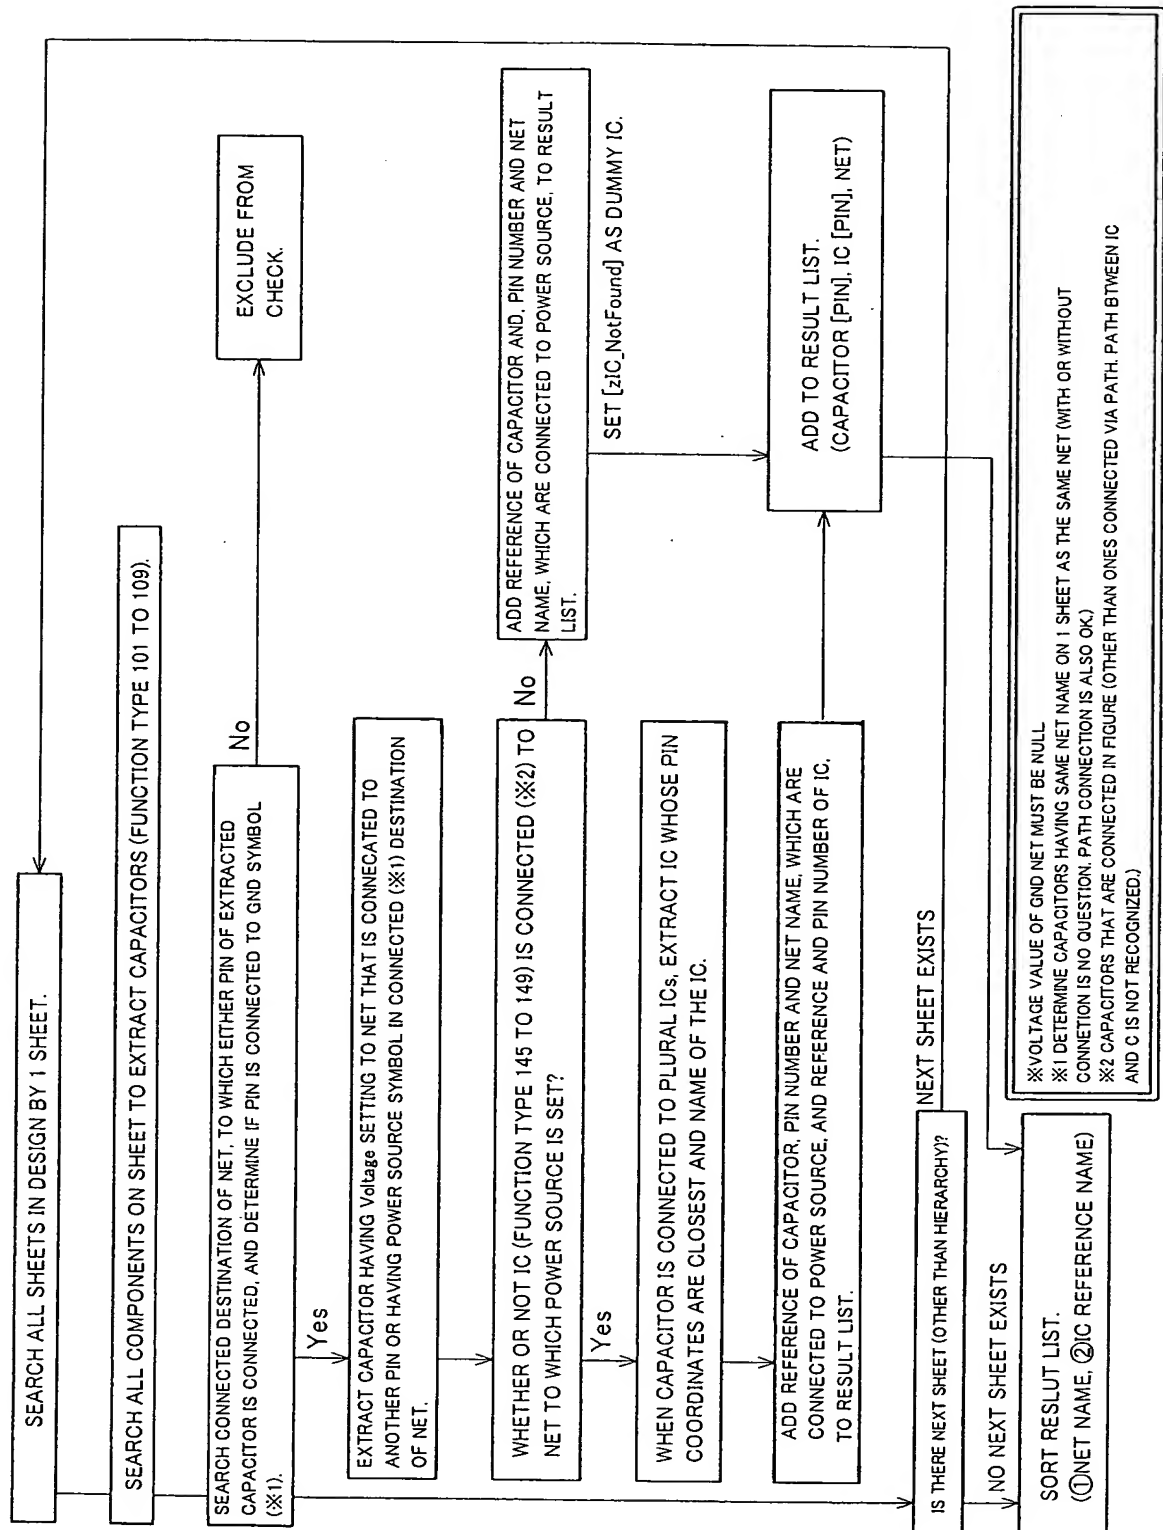 SEARCH ALL SHEETS IN DESIGN BY 1 SHEET.
SEARCH ALL COMPONENTS ON SHEET TO EXTRACT CAPACITORS (FUNCTION TYPE 101 TO 109).
SEARCH CONNECTED DESTINATION OF NET, TO WHICH EITHER PIN OF EXTRACTED
CAPACITOR IS CONNECTED, AND DETERMINE IF PIN IS CONNECTED TO GND SYMBOL
(※1).
No
EXCLUDE FROM
CHECK.
Yes
EXTRACT CAPACITOR HAVING Voltage SETTING TO NET THAT IS CONNECATED TO
ANOTHER PIN OR HAVING POWER SOURCE SYMBOL IN CONNECTED (※1) DESTINATION
OF NET.
WHETHER OR NOT IC (FUNCTION TYPE 145 TO 149) IS CONNECTED (※2) TO
NET TO WHICH POWER SOURCE IS SET?
No
ADD REFERENCE OF CAPACITOR AND, PIN NUMBER AND NET
NAME, WHICH ARE CONNECTED TO POWER SOURCE, TO RESULT
LIST.
SET [zIC_NotFound] AS DUMMY IC.
Yes
WHEN CAPACITOR IS CONNECTED TO PLURAL ICs, EXTRACT IC WHOSE PIN
COORDINATES ARE CLOSEST AND NAME OF THE IC.
ADD REFERENCE OF CAPACITOR, PIN NUMBER AND NET NAME, WHICH ARE
CONNECTED TO POWER SOURCE, AND REFERENCE AND PIN NUMBER OF IC,
TO RESULT LIST.
ADD TO RESULT LIST.
(CAPACITOR [PIN], IC [PIN], NET)
IS THERE NEXT SHEET (OTHER THAN HIERARCHY)?
NEXT SHEET EXISTS
NO NEXT SHEET EXISTS
SORT RESLUT LIST.
(①NET NAME, ②IC REFERENCE NAME)
※VOLTAGE VALUE OF GND NET MUST BE NULL
※1 DETERMINE CAPACITORS HAVING SAME NET NAME ON 1 SHEET AS THE SAME NET (WITH OR WITHOUT
CONNETION IS NO QUESTION. PATH CONNECTION IS ALSO OK.)
※2 CAPACITORS THAT ARE CONNECTED IN FIGURE (OTHER THAN ONES CONNECTED VIA PATH. PATH BTWEEN IC
AND C IS NOT RECOGNIZED.)